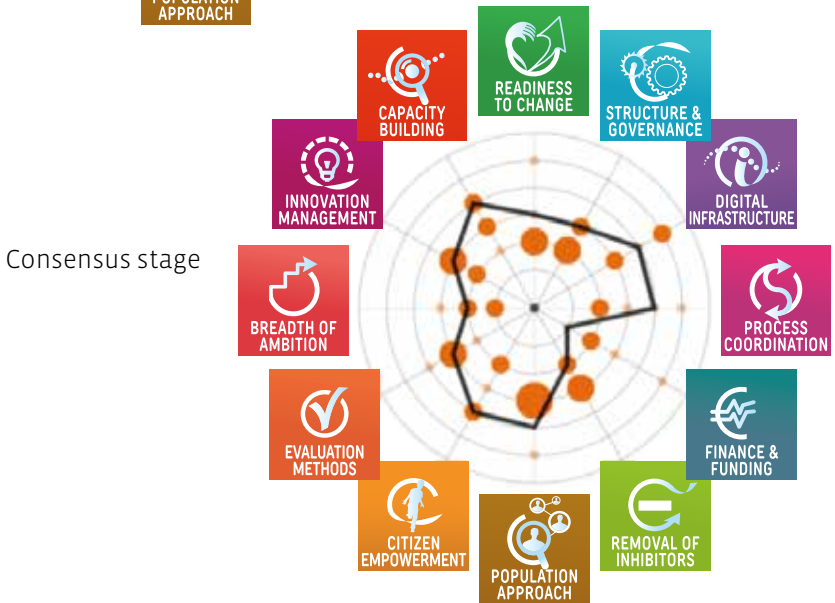 POPULATION
APPROACH
READINESS
TO CHANGE
CAPACITY
BUILDING
STRUCTURE &
GOVERNANCE
INNOVATION
MANAGEMENT
DIGITAL
INFRASTRUCTURE
Consensus stage
BREADTH OF
AMBITION
PROCESS
COORDINATION
EVALUATION
METHODS
FINANCE &
FUNDING
CITIZEN
EMPOWERMENT
REMOVAL OF
INHIBITORS
POPULATION
APPROACH